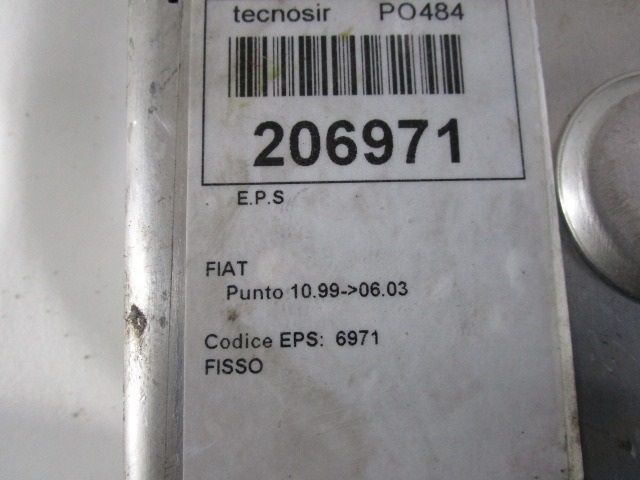 tecnosir PO484
206971
E.P.S
FIAT
Punto 10.99->06.03
Codice EPS: 6971
FISSO